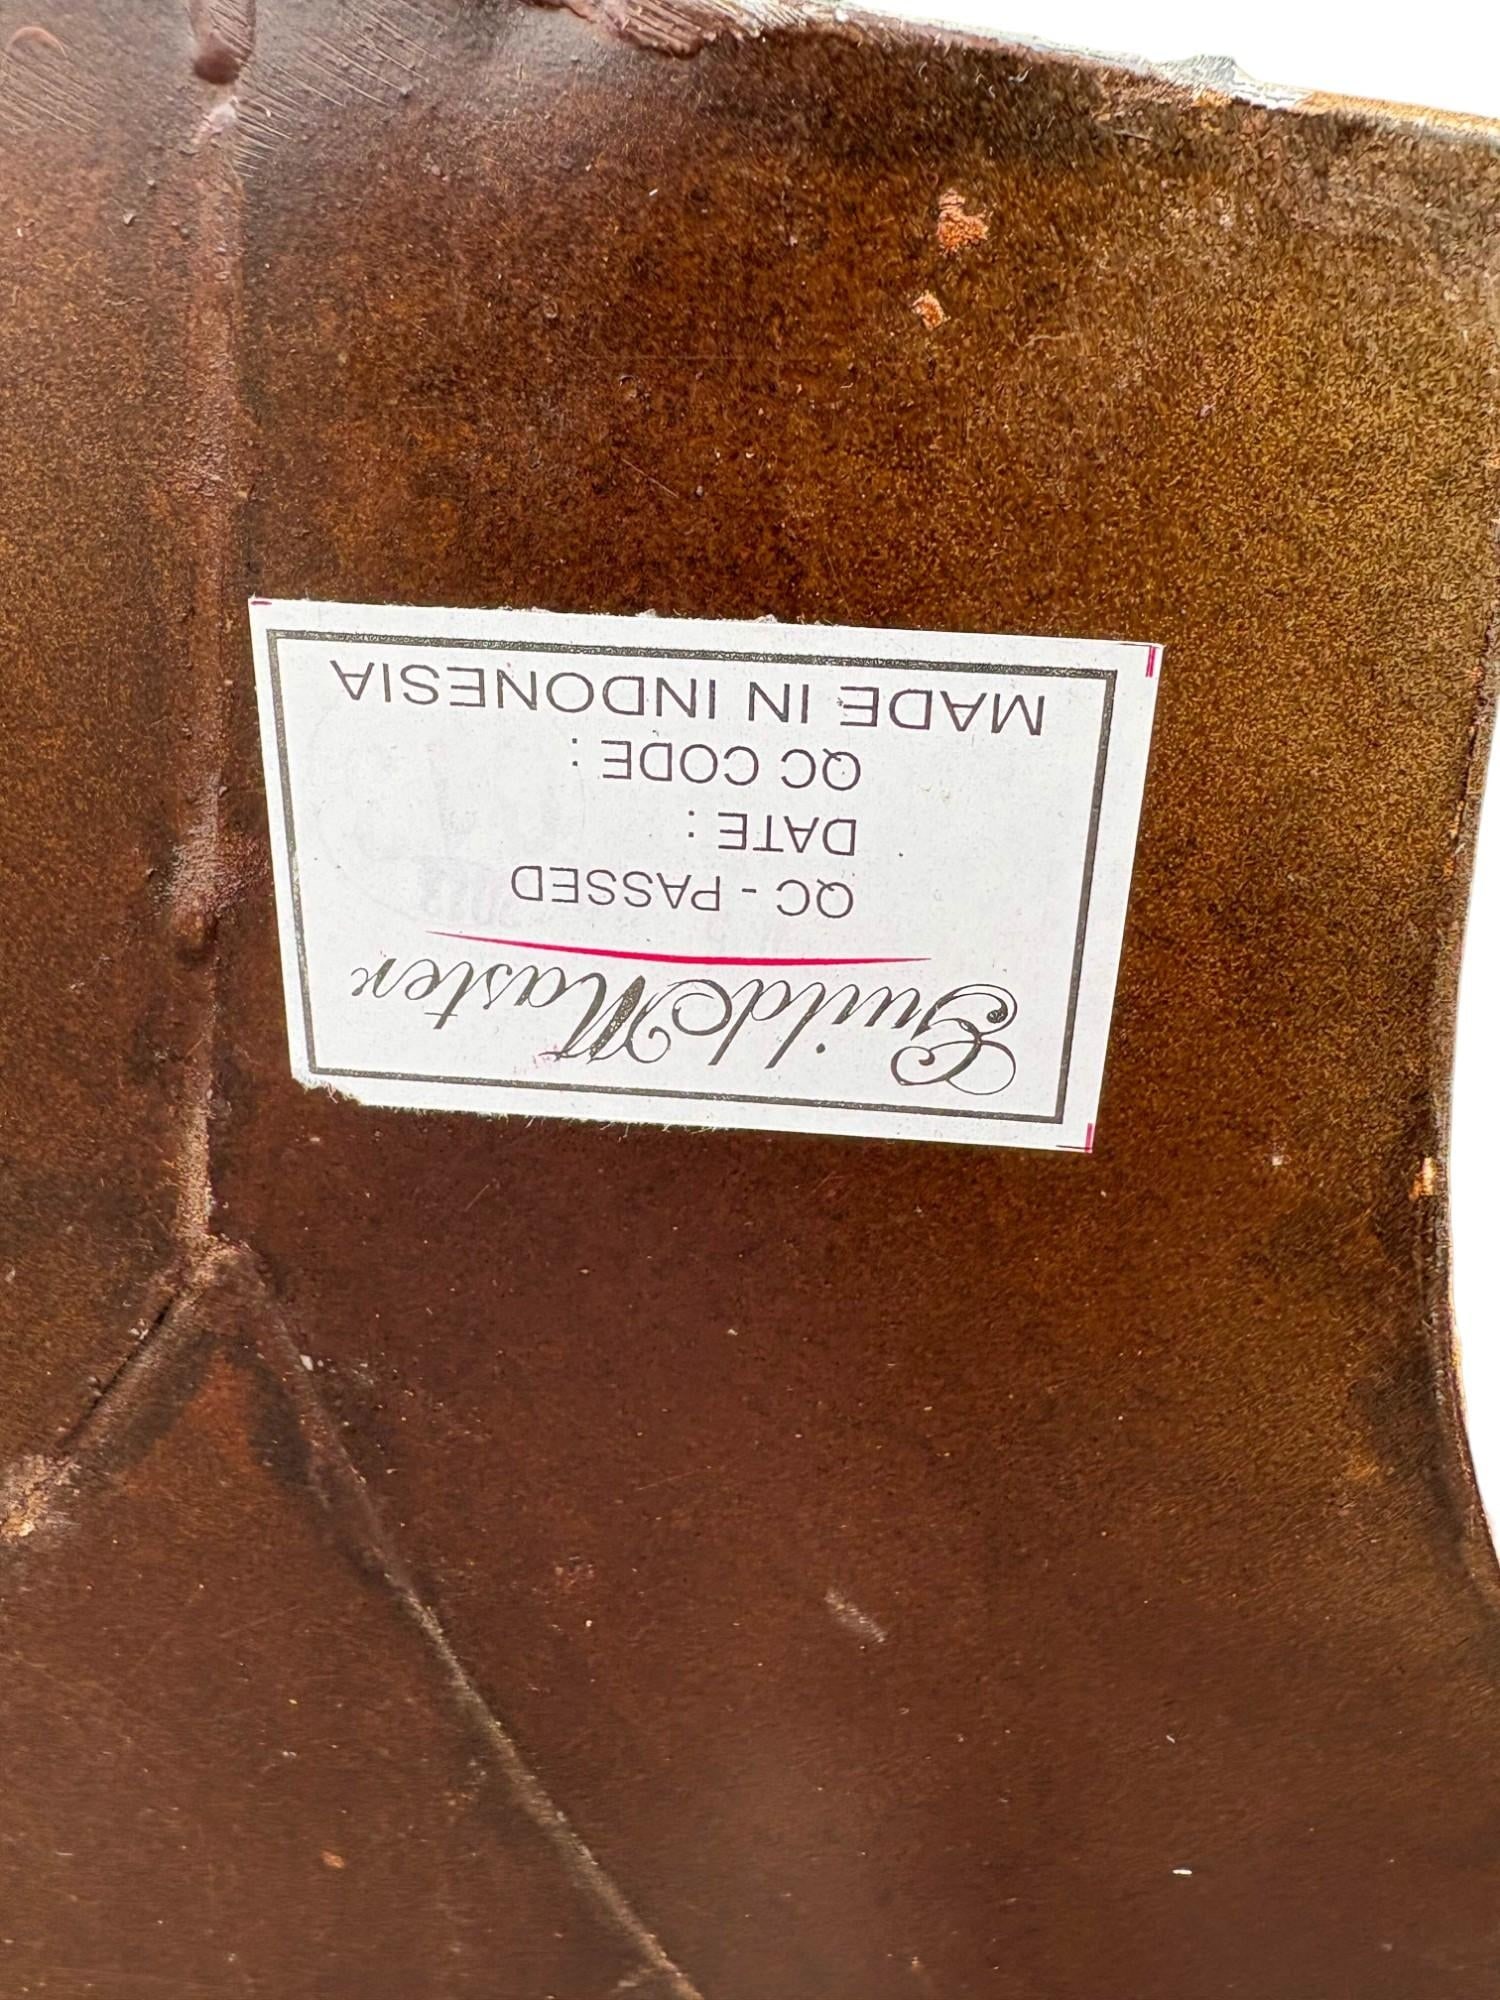 GuildMaster
QC - PASSED
DATE :
QC CODE :
MADE IN INDONESIA